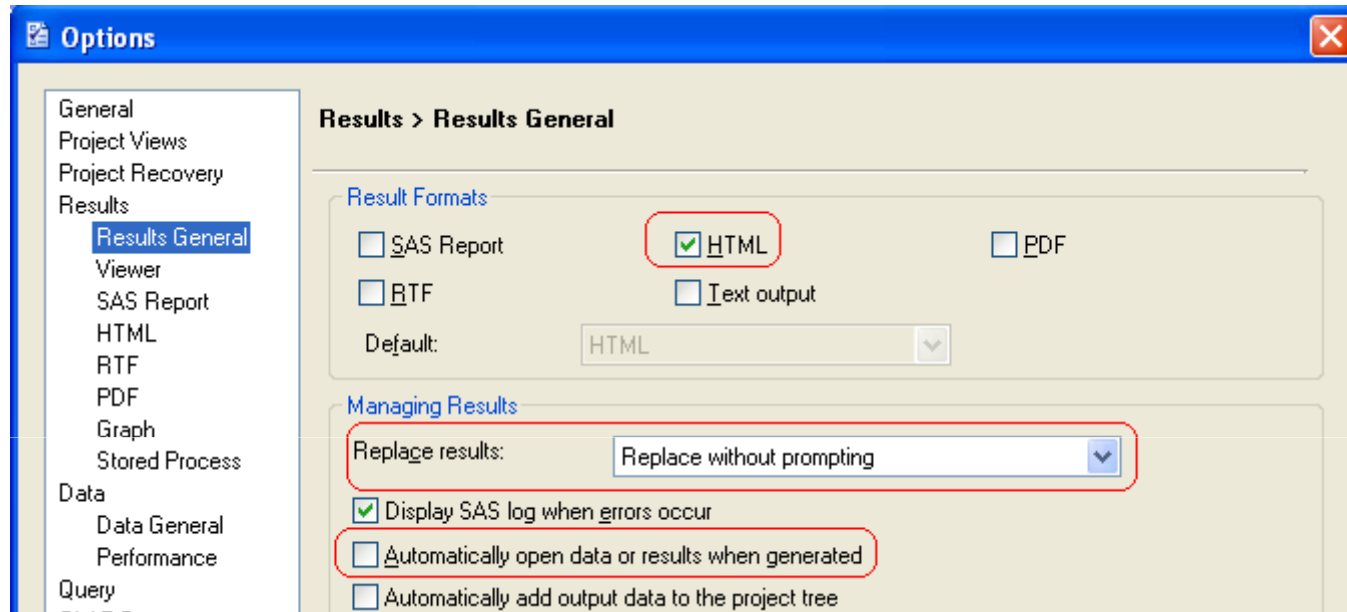 Options
General
Project Views
Project Recovery
Results
Results General
Viewer
SAS Report
HTML
RTF
PDF
Graph
Stored Process
Data
Data General
Performance
Query
Results > Results General
Result Formats
SAS Report
HTML
PDF
RTF
Text output
Default:
HTML
Managing Results
Replace results:
Replace without prompting
Display SAS log when errors occur
Automatically open data or results when generated
Automatically add output data to the project tree